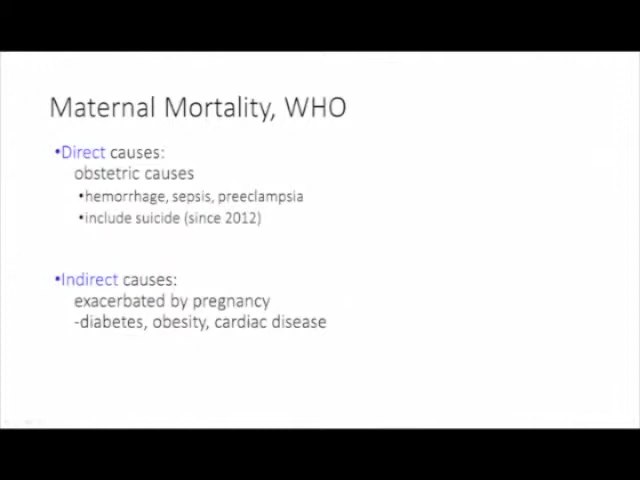 Maternal Mortality, WHO
•Direct causes:
obstetric causes
•hemorrhage, sepsis, preeclampsia
•include suicide (since 2012)
•Indirect causes:
exacerbated by pregnancy
-diabetes, obesity, cardiac disease